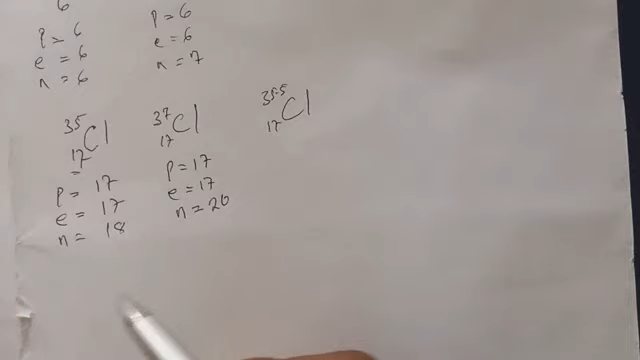 6
p = 6
e = 6
n = 6
p = 6
e = 6
n = 7
35
17 Cl
p = 17
e = 17
n = 18
37
17 Cl
p = 17
e = 17
n = 20
35.5
17 Cl